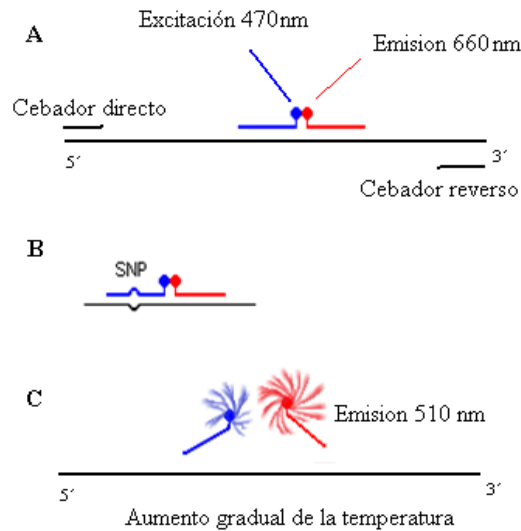 A
Excitación 470nm
Emision 660nm
Cebador directo
5´
3´
Cebador reverso
B
SNP
C
Emision 510 nm
5´
3´
Aumento gradual de la temperatura